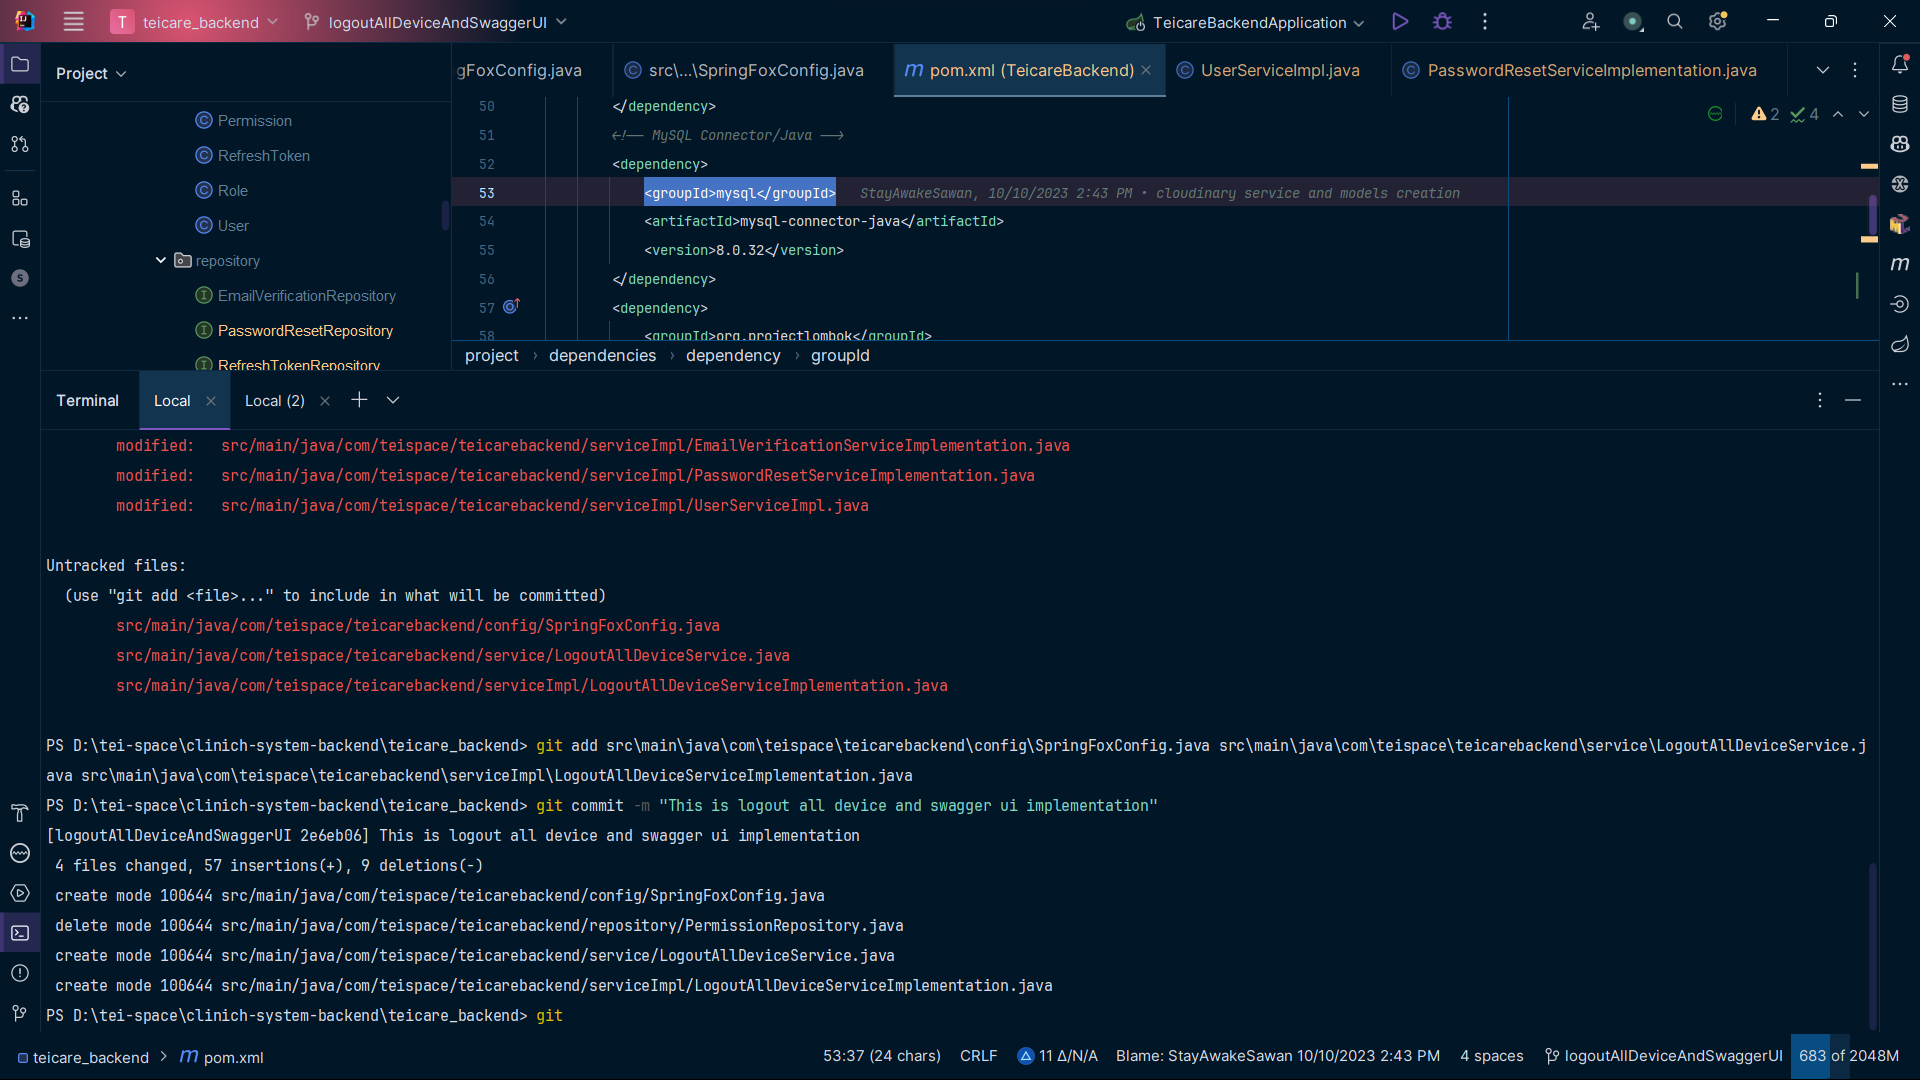 T teicare_backend logoutAllDeviceAndSwaggerUI TeicareBackendApplication
Project
Permission
RefreshToken
Role
User
repository
EmailVerificationRepository
PasswordResetRepository
RefreshTokenRepository
gFoxConfig.java src\...\SpringFoxConfig.java pom.xml (TeicareBackend) UserServiceImpl.java PasswordResetServiceImplementation.java
2 4
50 </dependency>
51 <!-- MySQL Connector/Java -->
52 <dependency>
53 <groupId>mysql</groupId> StayAwakeSawan, 10/10/2023 2:43 PM • cloudinary service and models creation
54 <artifactId>mysql-connector-java</artifactId>
55 <version>8.0.32</version>
56 </dependency>
57 <dependency>
58 <groupId>org.projectlombok</groupId>
project › dependencies › dependency › groupId
Terminal Local Local (2)
modified: src/main/java/com/teispace/teicarebackend/serviceImpl/EmailVerificationServiceImplementation.java
modified: src/main/java/com/teispace/teicarebackend/serviceImpl/PasswordResetServiceImplementation.java
modified: src/main/java/com/teispace/teicarebackend/serviceImpl/UserServiceImpl.java
Untracked files:
(use "git add <file>..." to include in what will be committed)
src/main/java/com/teispace/teicarebackend/config/SpringFoxConfig.java
src/main/java/com/teispace/teicarebackend/service/LogoutAllDeviceService.java
src/main/java/com/teispace/teicarebackend/serviceImpl/LogoutAllDeviceServiceImplementation.java
PS D:\tei-space\clinich-system-backend\teicare_backend> git add src\main\java\com\teispace\teicarebackend\config\SpringFoxConfig.java src\main\java\com\teispace\teicarebackend\service\LogoutAllDeviceService.j
ava src\main\java\com\teispace\teicarebackend\serviceImpl\LogoutAllDeviceServiceImplementation.java
PS D:\tei-space\clinich-system-backend\teicare_backend> git commit -m "This is logout all device and swagger ui implementation"
[logoutAllDeviceAndSwaggerUI 2e6eb06] This is logout all device and swagger ui implementation
4 files changed, 57 insertions(+), 9 deletions(-)
create mode 100644 src/main/java/com/teispace/teicarebackend/config/SpringFoxConfig.java
delete mode 100644 src/main/java/com/teispace/teicarebackend/repository/PermissionRepository.java
create mode 100644 src/main/java/com/teispace/teicarebackend/service/LogoutAllDeviceService.java
create mode 100644 src/main/java/com/teispace/teicarebackend/serviceImpl/LogoutAllDeviceServiceImplementation.java
PS D:\tei-space\clinich-system-backend\teicare_backend> git
teicare_backend > m pom.xml 53:37 (24 chars) CRLF 11 Δ/N/A Blame: StayAwakeSawan 10/10/2023 2:43 PM 4 spaces logoutAllDeviceAndSwaggerUI 683 of 2048M